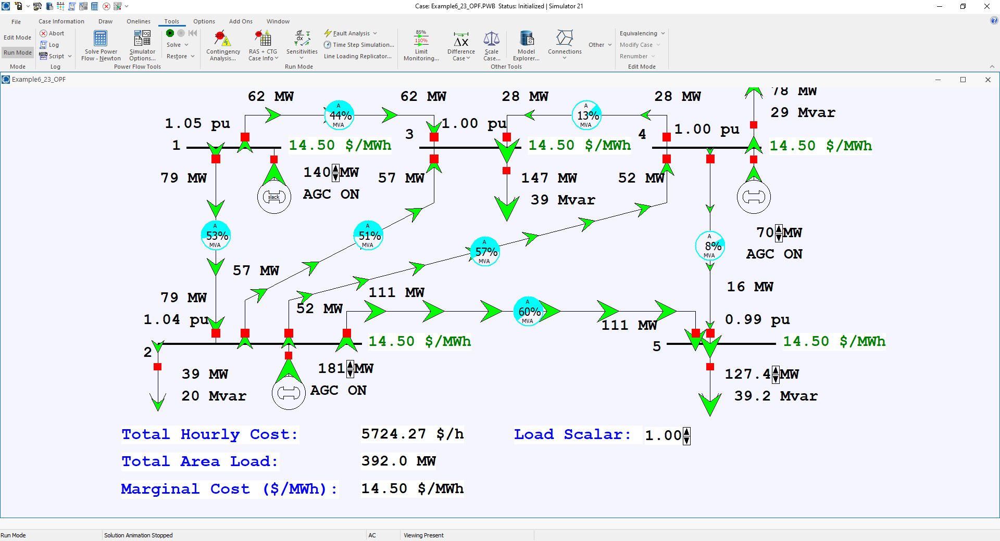 Case: Example6_23_OPF.PWB  Status: Initialized | Simulator 21
File
Case Information
Draw
Onelines
Tools
Options
Add Ons
Window
Edit Mode
Run Mode
Mode
Abort
Log
Script
Log
Solve Power Flow - Newton
Simulator Options...
Power Flow Tools
Solve
Restore
Contingency Analysis...
RAS + CTG Case Info
Sensitivities
Fault Analysis
Time Step Simulation...
Line Loading Replicator...
Run Mode
85%
110%
Limit Monitoring...
Difference Case
Scale Case...
Model Explorer...
Connections
Other
Other Tools
Equivalencing
Modify Case
Renumber
Edit Mode
Example6_23_OPF
62 MW
62 MW
28 MW
28 MW
78 MW
29 Mvar
A
44%
MVA
A
13%
MVA
1.05 pu
3
1.00 pu
4
1.00 pu
1
14.50 $/MWh
14.50 $/MWh
14.50 $/MWh
79 MW
140 MW
AGC ON
slack
57 MW
147 MW
39 Mvar
52 MW
A
53%
MVA
A
51%
MVA
A
57%
MVA
A
8%
MVA
70 MW
AGC ON
57 MW
79 MW
1.04 pu
52 MW
111 MW
A
60%
MVA
111 MW
16 MW
0.99 pu
2
14.50 $/MWh
5
14.50 $/MWh
39 MW
20 Mvar
181 MW
AGC ON
127.4 MW
39.2 Mvar
Total Hourly Cost:
5724.27 $/h
Load Scalar:
1.00
Total Area Load:
392.0 MW
Marginal Cost ($/MWh):
14.50 $/MWh
Run Mode
Solution Animation Stopped
AC
Viewing Present